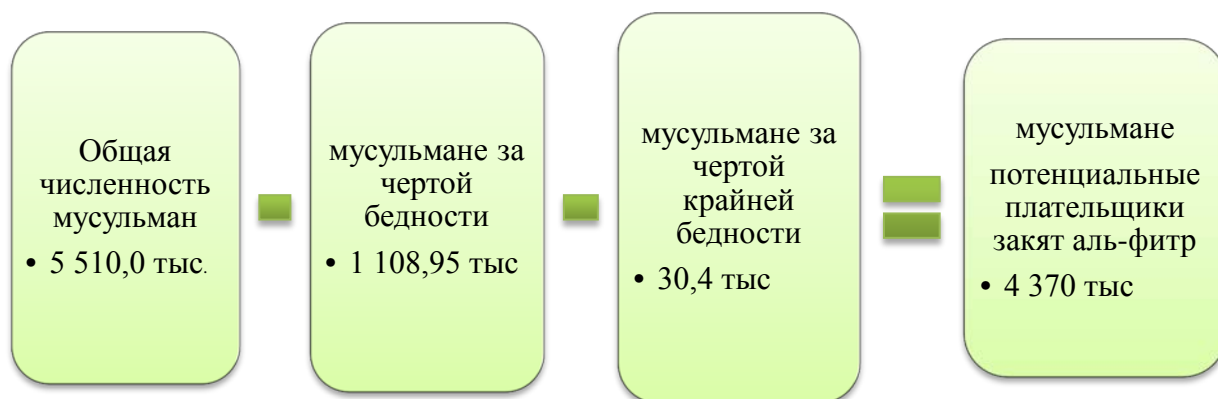 Общая
численность
мусульман
• 5 510,0 тыс.
мусульмане за
чертой
бедности
• 1 108,95 тыс
мусульмане за
чертой
крайней
бедности
• 30,4 тыс
мусульмане
потенциальные
плательщики
закят аль-фитр
• 4 370 тыс